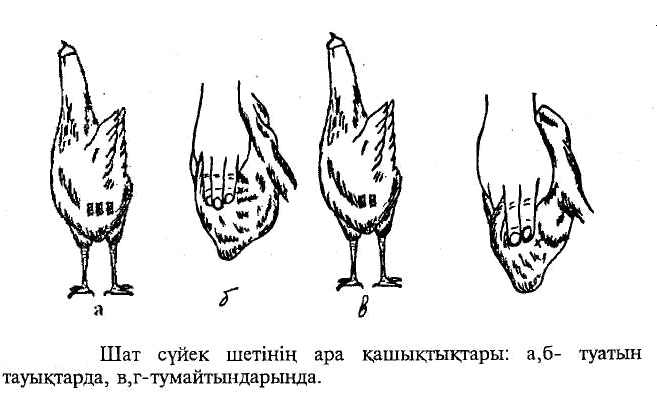 а
б
в
Шат сүйек шетінің ара қашықтықтары: а,б- туатын
тауықтарда, в,г-тумайтындарында.